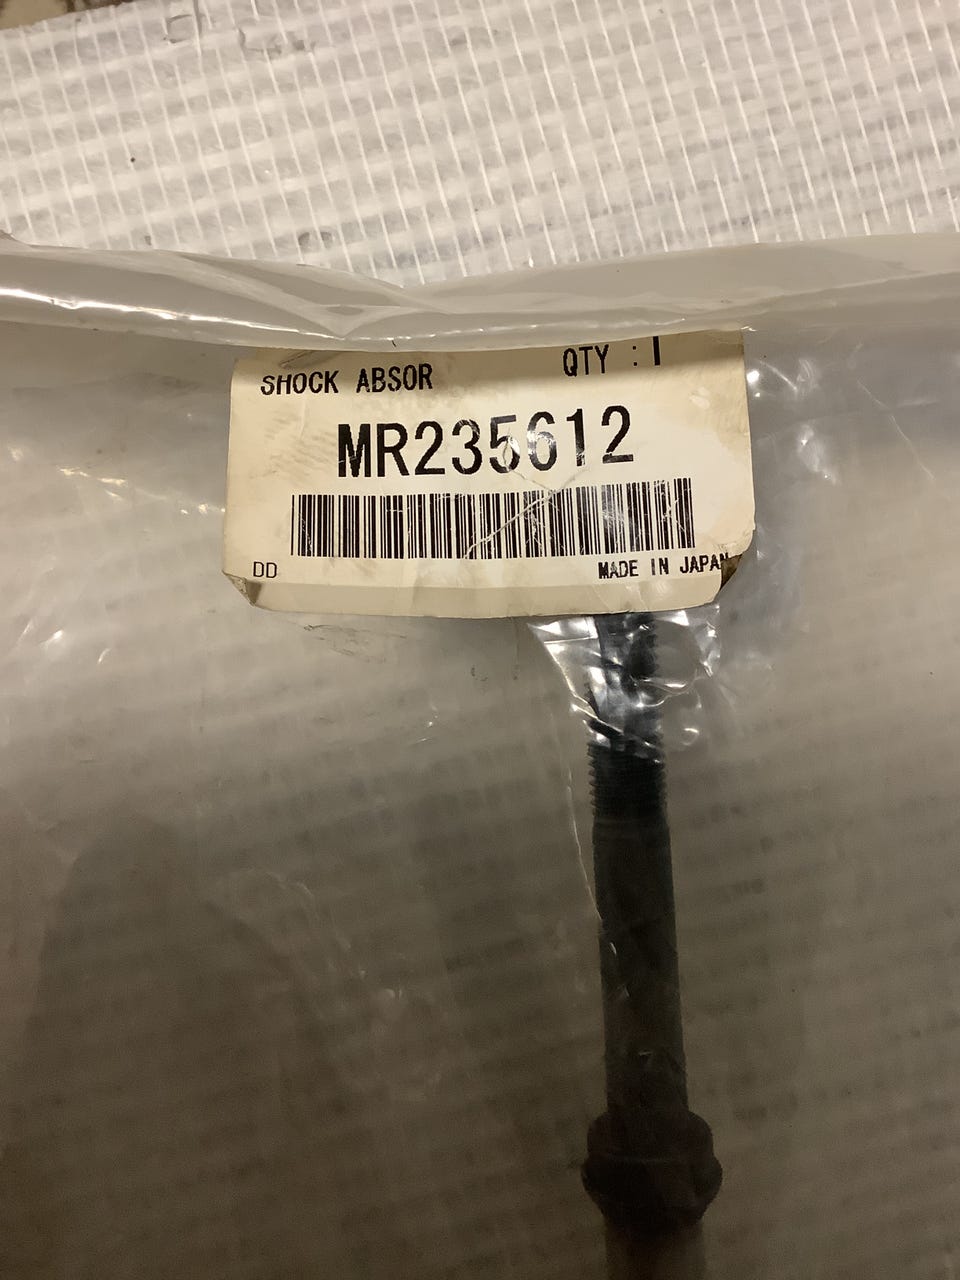 SHOCK ABSOR QTY : 1
MR235612
DD MADE IN JAPAN